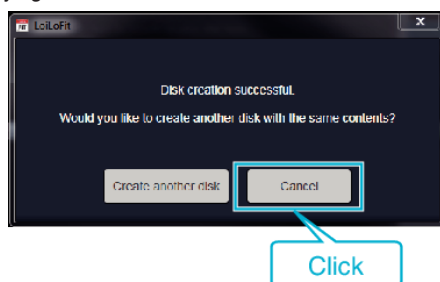 LoiLoFit
x
Disk creation successful.
Would you like to create another disk with the same contents?
Create another disk
Cancel
Click